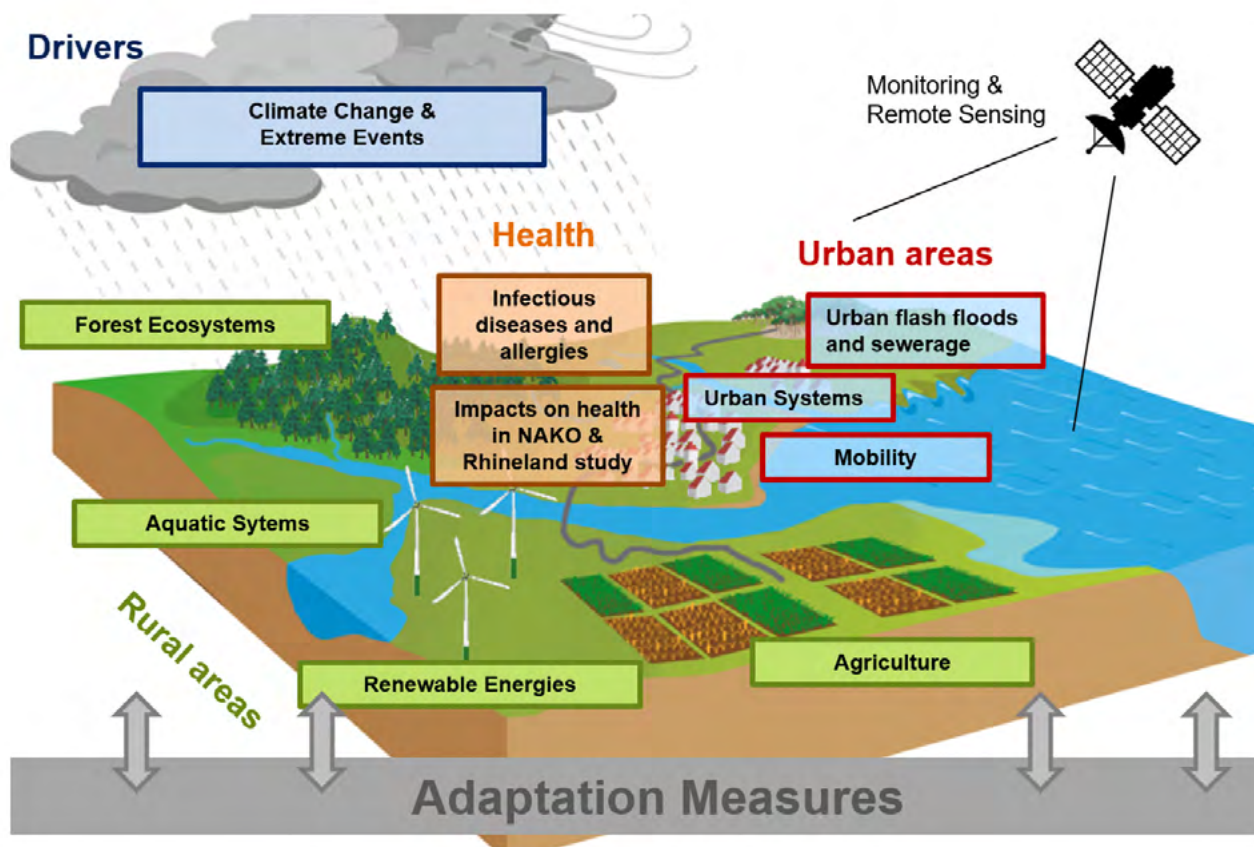 Drivers
Climate Change &
Extreme Events
Monitoring &
Remote Sensing
Health
Urban areas
Infectious
diseases and
allergies
Urban flash floods
and sewerage
Forest Ecosystems
Impacts on health
in NAKO &
Rhineland study
Urban Systems
Mobility
Aquatic Sytems
Rural areas
Renewable Energies
Agriculture
Adaptation Measures